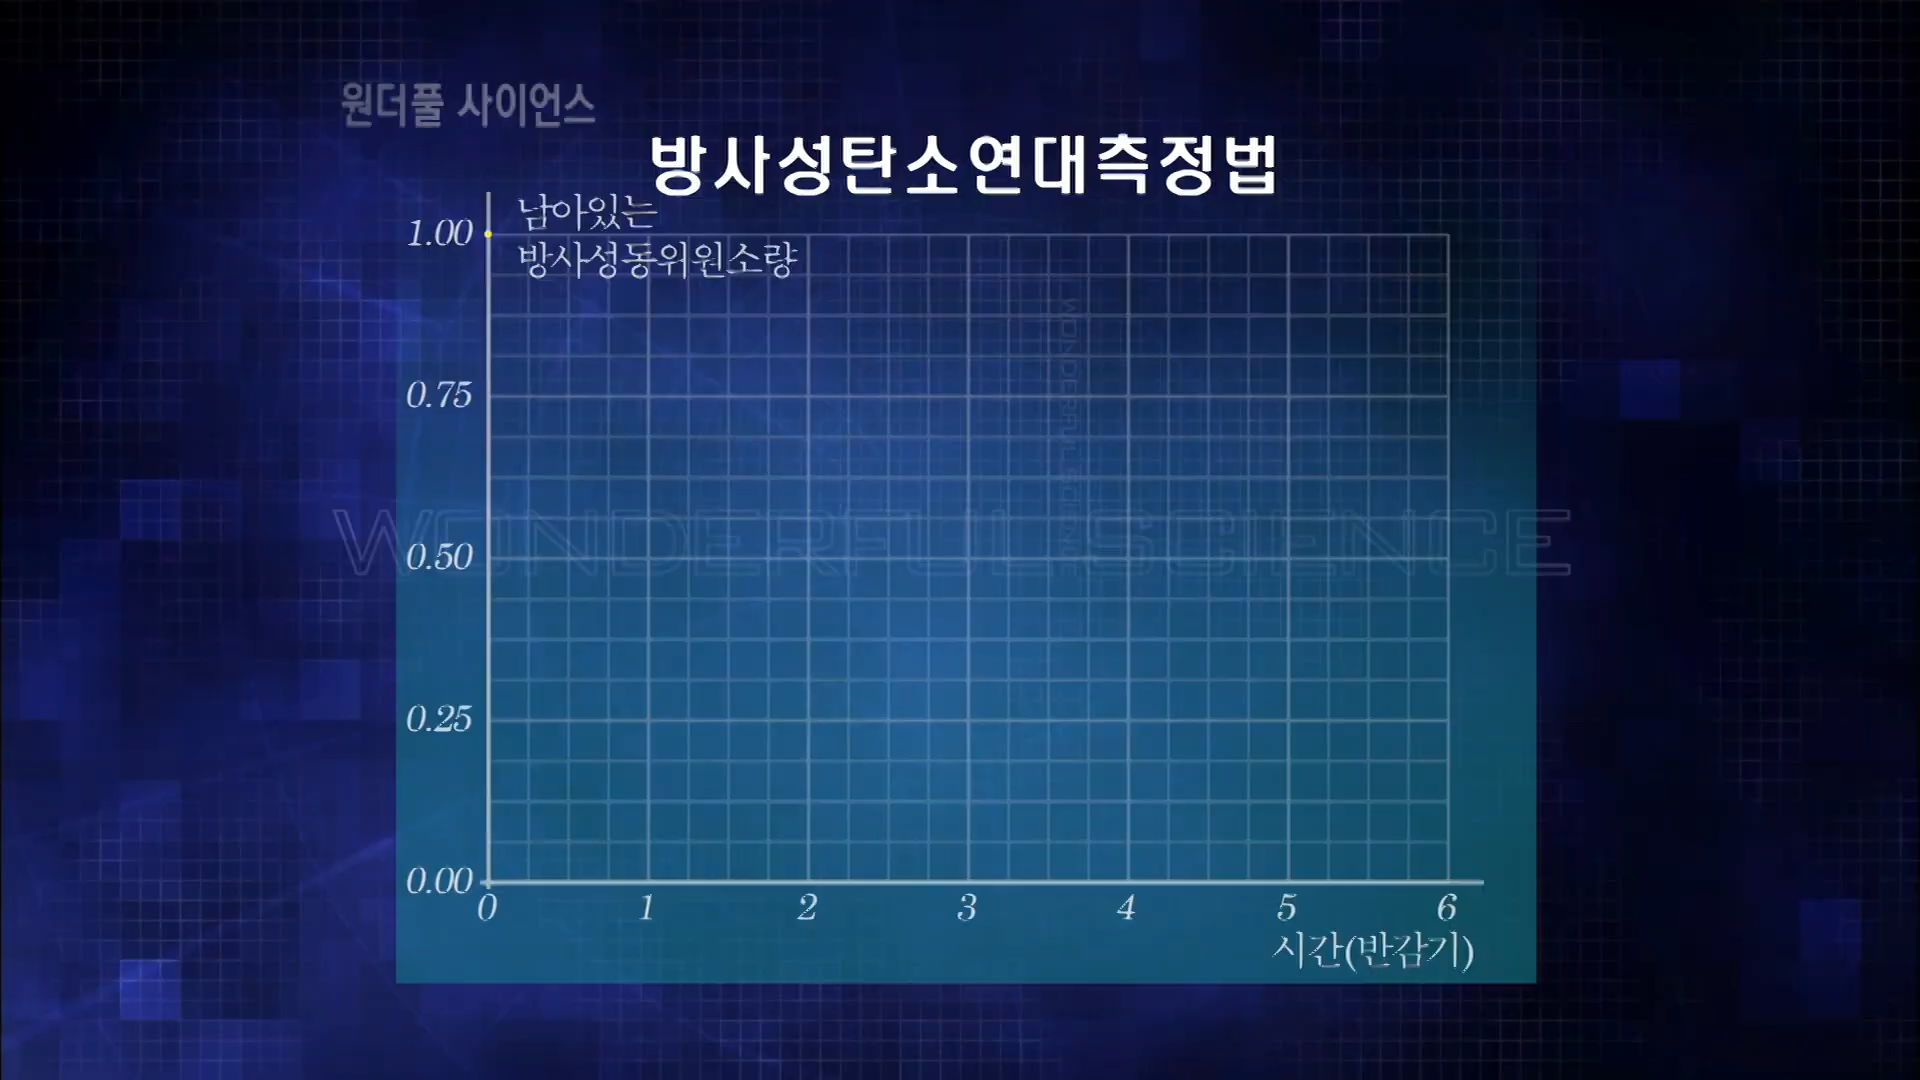 원더풀 사이언스
방사성탄소연대측정법
남아있는
방사성동위원소량
1.00
0.75
0.50
0.25
0.00
0 1 2 3 4 5 6
시간(반감기)
WONDERFUL SCIENCE
WONDERFUL SCIENCE